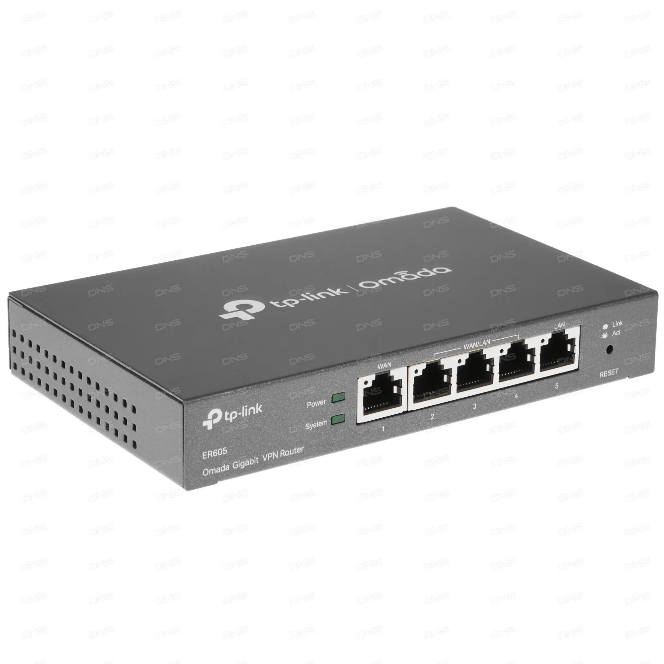 tp-link | omada
LAN
WAN/LAN
WAN
Link
Act
RESET
Power
System
1 2 3 4 5
tp-link
ER605
Omada Gigabit VPN Router
DNS